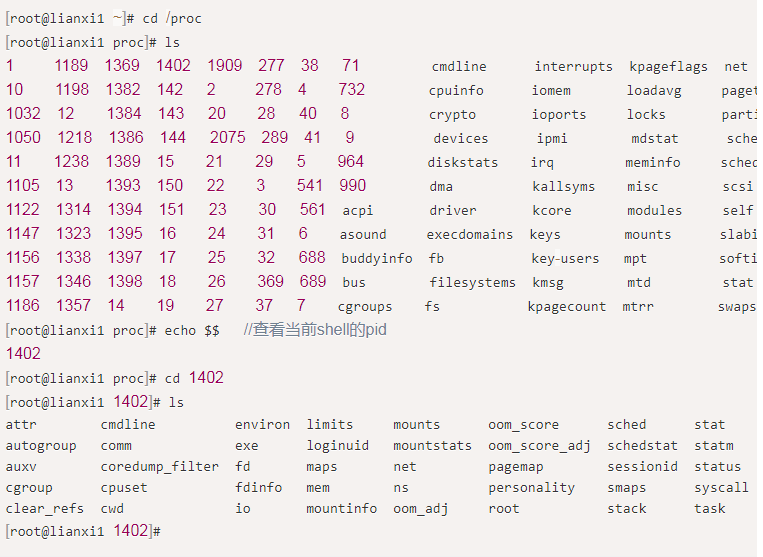 [root@lianxi1 ~]# cd /proc
[root@lianxi1 proc]# ls
1 1189 1369 1402 1909 277 38 71 cmdline interrupts kpageflags net
10 1198 1382 142 2 278 4 732 cpuinfo iomem loadavg paget
1032 12 1384 143 20 28 40 8 crypto ioports locks parti
1050 1218 1386 144 2075 289 41 9 devices ipmi mdstat sche
11 1238 1389 15 21 29 5 964 diskstats irq meminfo sched
1105 13 1393 150 22 3 541 990 dma kallsyms misc scsi
1122 1314 1394 151 23 30 561 acpi driver kcore modules self
1147 1323 1395 16 24 31 6 asound execdomains keys mounts slabi
1156 1338 1397 17 25 32 688 buddyinfo fb key-users mpt softi
1157 1346 1398 18 26 369 689 bus filesystems kmsg mtd stat
1186 1357 14 19 27 37 7 cgroups fs kpagecount mtrr swaps
[root@lianxi1 proc]# echo $$ //查看当前shell的pid
1402
[root@lianxi1 proc]# cd 1402
[root@lianxi1 1402]# ls
attr cmdline environ limits mounts oom_score sched stat
autogroup comm exe loginuid mountstats oom_score_adj schedstat statm
auxv coredump_filter fd maps net pagemap sessionid status
cgroup cpuset fdinfo mem ns personality smaps syscall
clear_refs cwd io mountinfo oom_adj root stack task
[root@lianxi1 1402]#